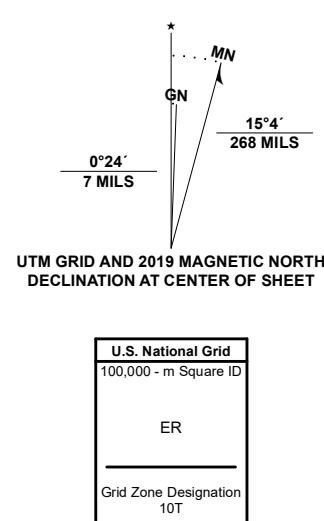 MN
GN
15°4´
268 MILS
0°24´
7 MILS
UTM GRID AND 2019 MAGNETIC NORTH
DECLINATION AT CENTER OF SHEET
U.S. National Grid
100,000 - m Square ID
ER
Grid Zone Designation
10T